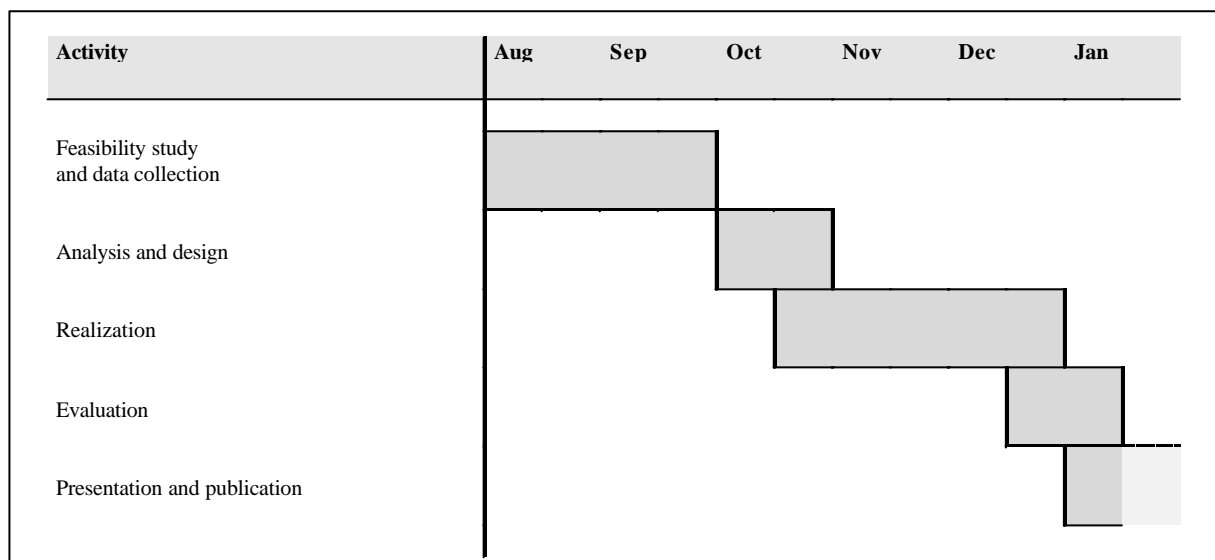 Activity Aug Sep Oct Nov Dec Jan
Feasibility study
and data collection
Analysis and design
Realization
Evaluation
Presentation and publication